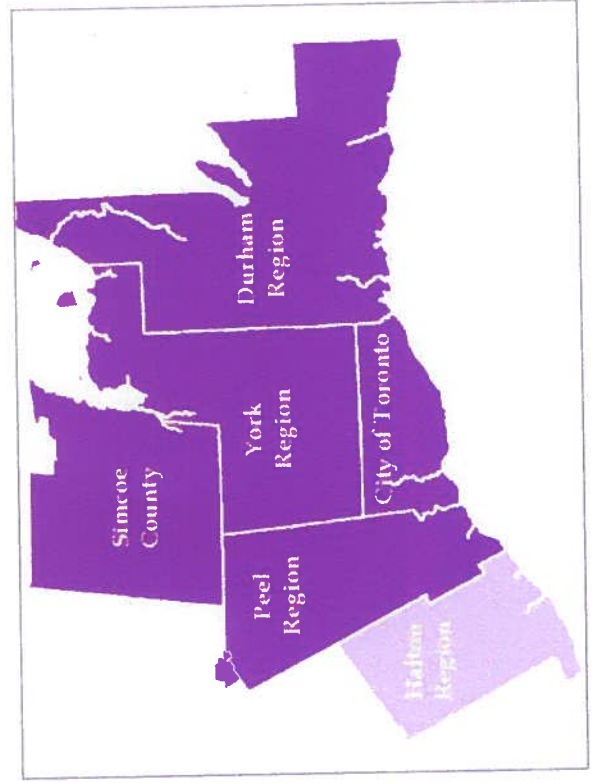 Simcoe
County
Durham
Region
York
Region
City of Toronto
Peel
Region
Halton
Region